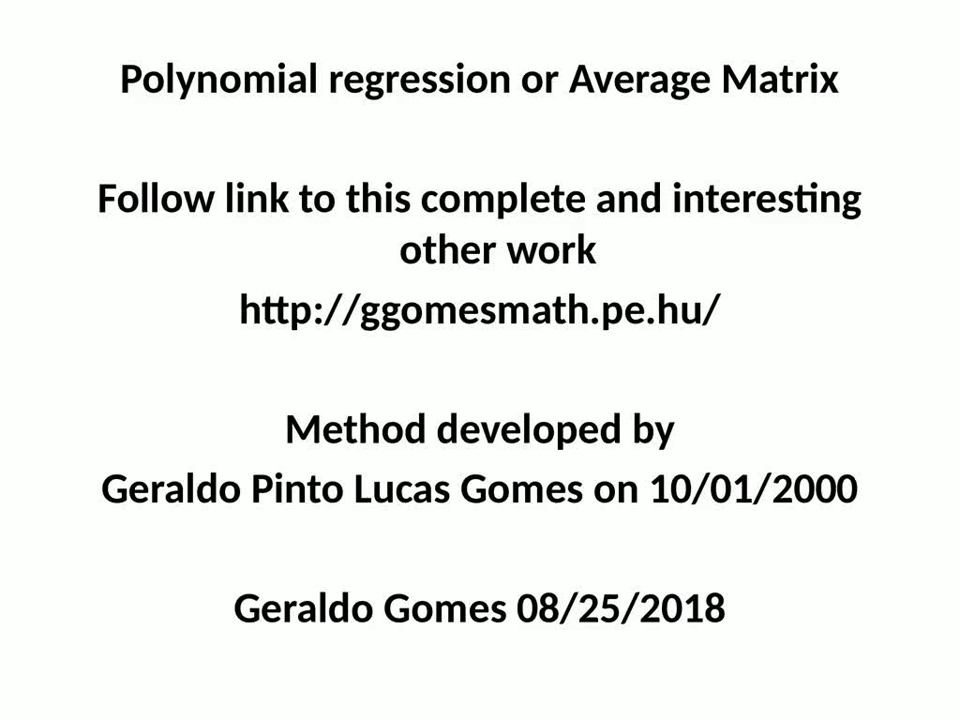 Polynomial regression or Average Matrix
Follow link to this complete and interesting
other work
http://ggomesmath.pe.hu/
Method developed by
Geraldo Pinto Lucas Gomes on 10/01/2000
Geraldo Gomes 08/25/2018